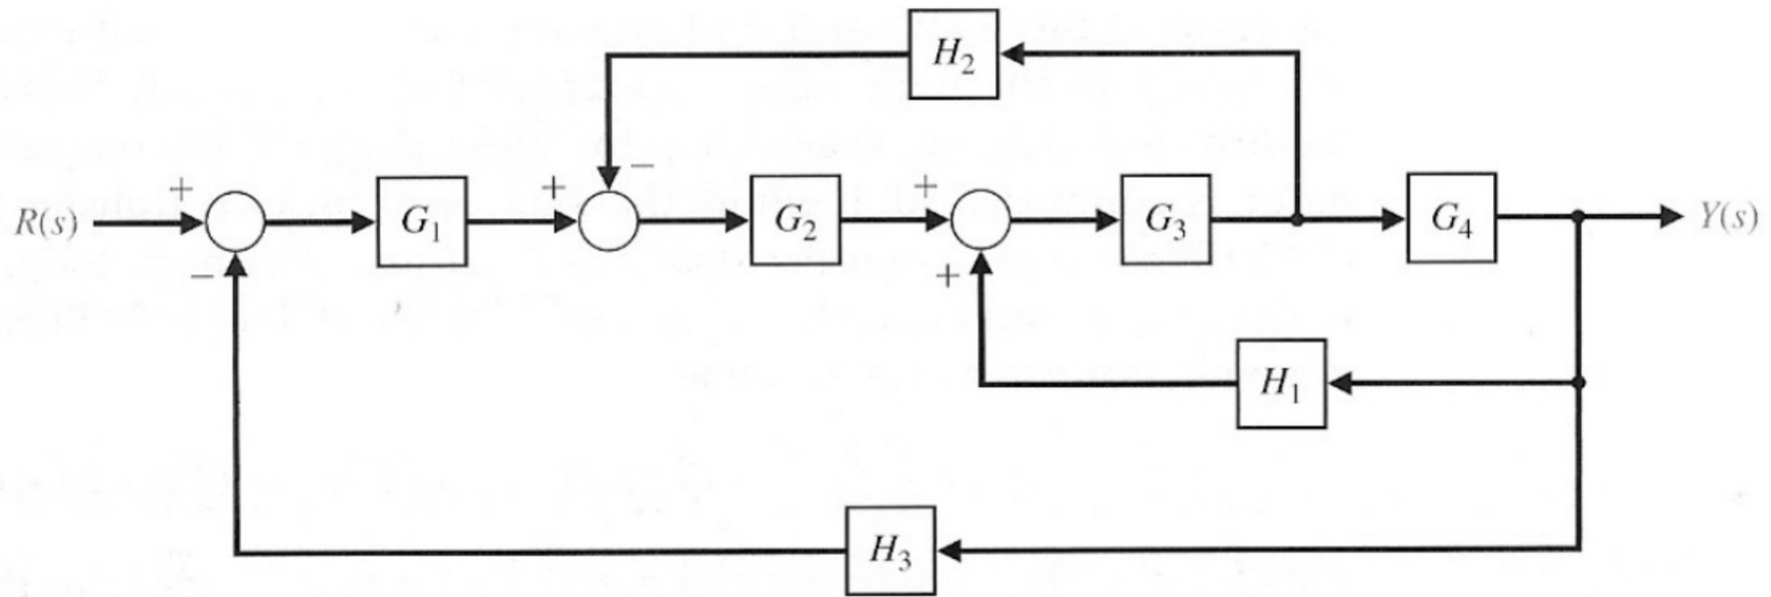 H₂
−
+ + +
R(s) G₁ G₂ G₃ G₄ Y(s)
− +
H₁
H₃